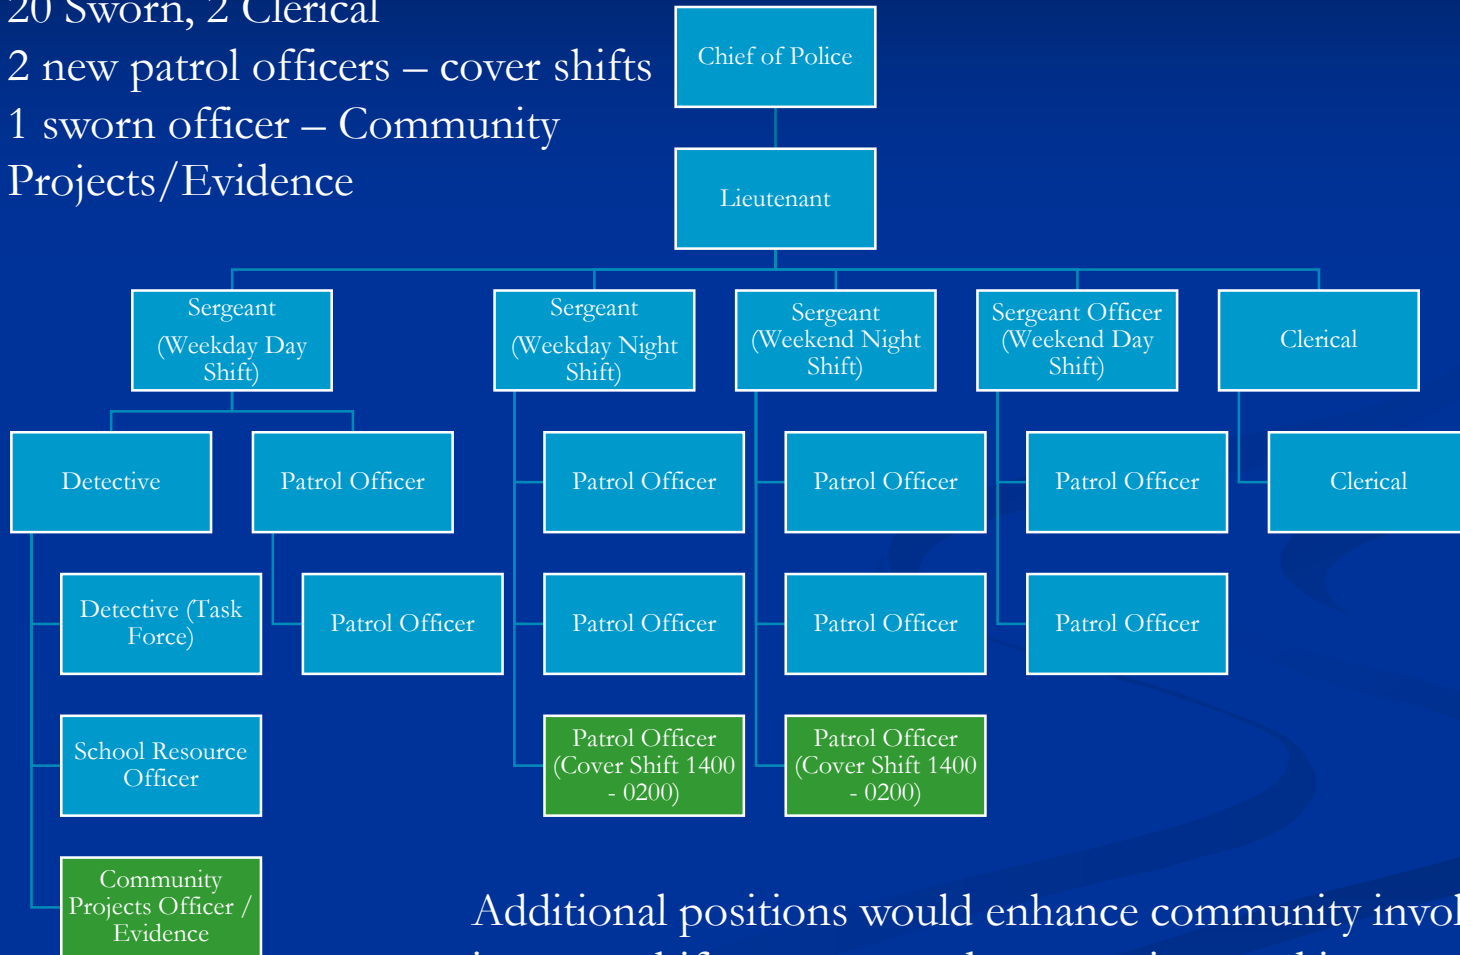 20 Sworn, 2 Clerical
2 new patrol officers – cover shifts
1 sworn officer – Community
Projects/Evidence
Chief of Police
Lieutenant
Sergeant
(Weekday Day
Shift)
Sergeant
(Weekday Night
Shift)
Sergeant
(Weekend Night
Shift)
Sergeant Officer
(Weekend Day
Shift)
Clerical
Detective
Patrol Officer
Patrol Officer
Patrol Officer
Patrol Officer
Clerical
Detective (Task
Force)
Patrol Officer
Patrol Officer
Patrol Officer
Patrol Officer
School Resource
Officer
Patrol Officer
(Cover Shift 1400
- 0200)
Patrol Officer
(Cover Shift 1400
- 0200)
Community
Projects Officer /
Evidence
Additional positions would enhance community